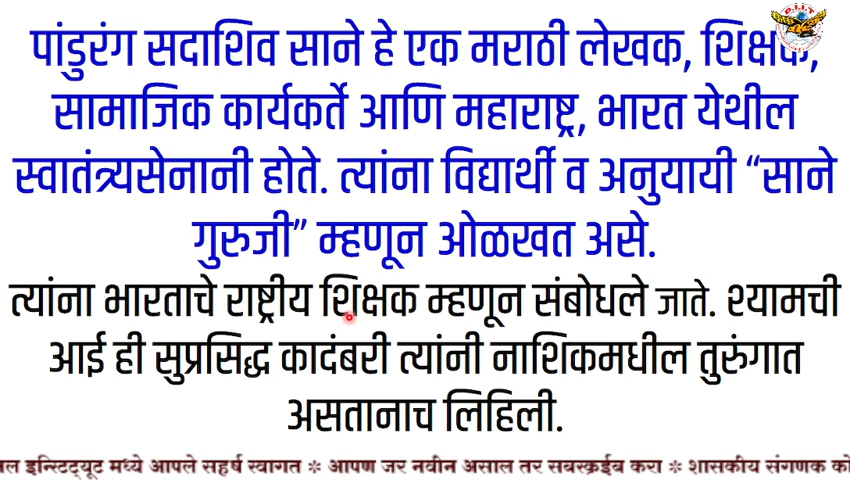 पांडुरंग सदाशिव साने हे एक मराठी लेखक, शिक्षक,
सामाजिक कार्यकर्ते आणि महाराष्ट्र, भारत येथील
स्वातंत्र्यसेनानी होते. त्यांना विद्यार्थी व अनुयायी “साने
गुरुजी” म्हणून ओळखत असे.
त्यांना भारताचे राष्ट्रीय शिक्षक म्हणून संबोधले जाते. श्यामची
आई ही सुप्रसिद्ध कादंबरी त्यांनी नाशिकमधील तुरुंगात
असतानाच लिहिली.
इन्स्टिट्यूट मध्ये आपले सहर्ष स्वागत ❊ आपण जर नवीन असाल तर सबस्क्राईब करा ❊ शासकीय संगणक